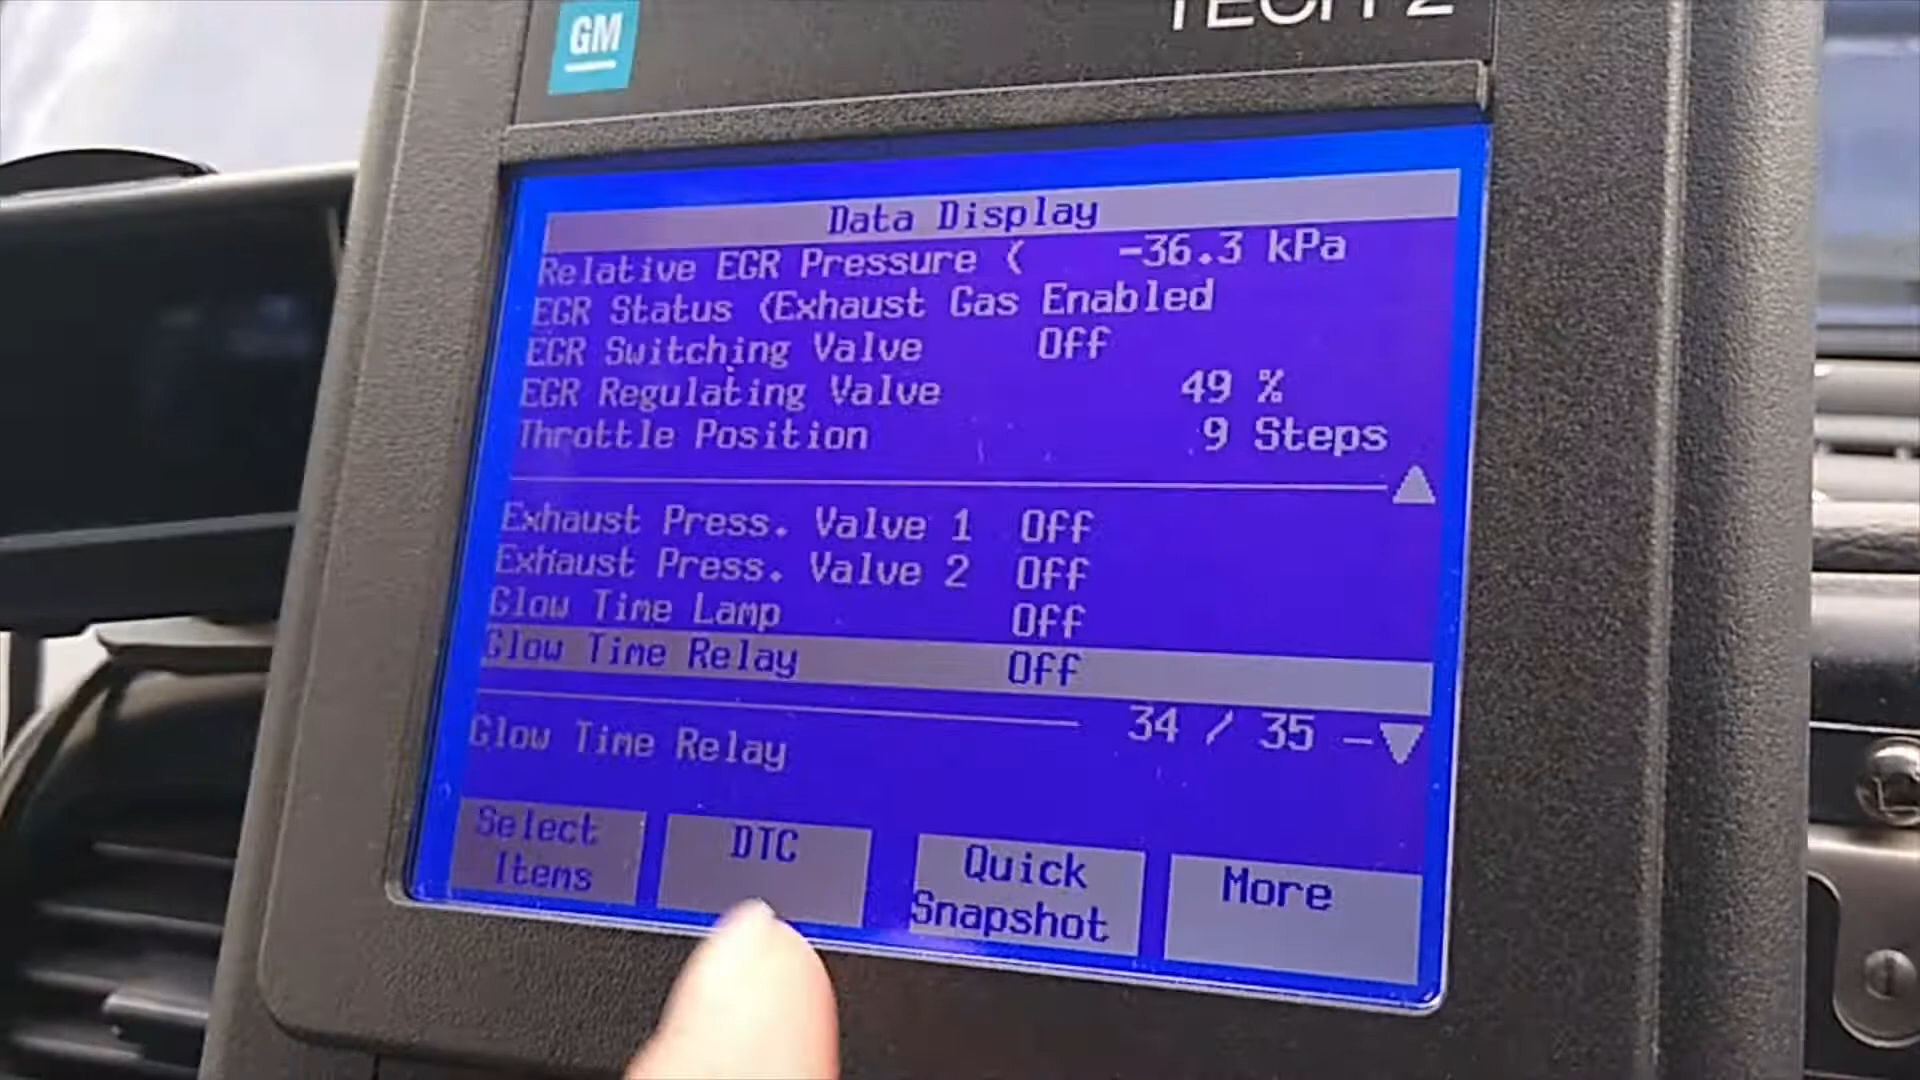 GM
TECH 2
Data Display
Relative EGR Pressure ( -36.3 kPa
EGR Status (Exhaust Gas Enabled
EGR Switching Valve Off
EGR Regulating Valve 49 %
Throttle Position 9 Steps
Exhaust Press. Valve 1 Off
Exhaust Press. Valve 2 Off
Glow Time Lamp Off
Glow Time Relay Off
34 / 35
Glow Time Relay
Select Items
DTC
Quick Snapshot
More